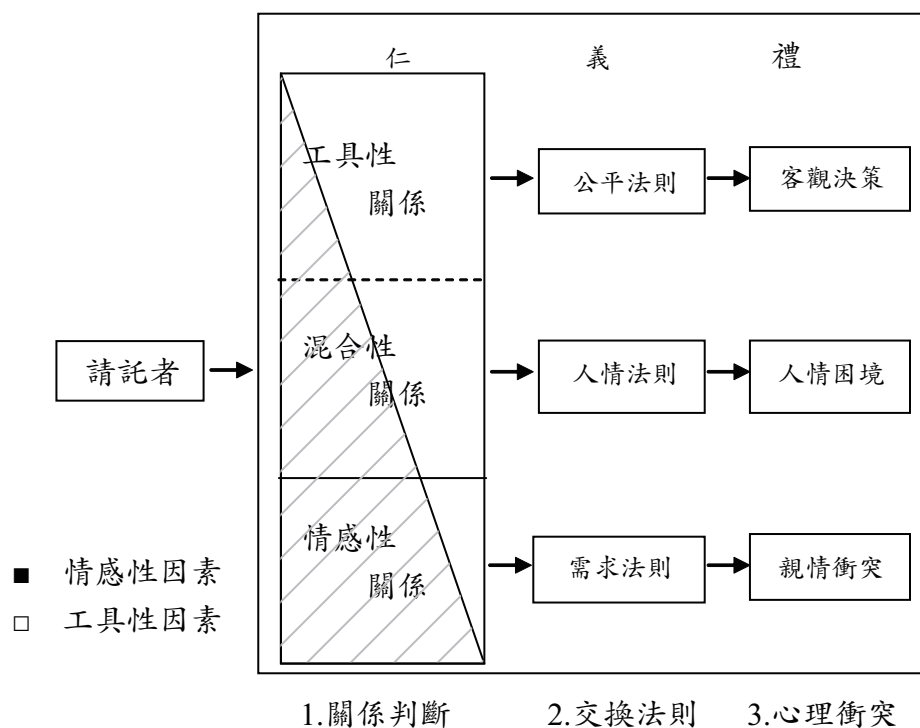 仁 義 禮
工具性
關係
公平法則
客觀決策
請託者
混合性
關係
人情法則
人情困境
情感性
關係
需求法則
親情衝突
■ 情感性因素
□ 工具性因素
1.關係判斷 2.交換法則 3.心理衝突